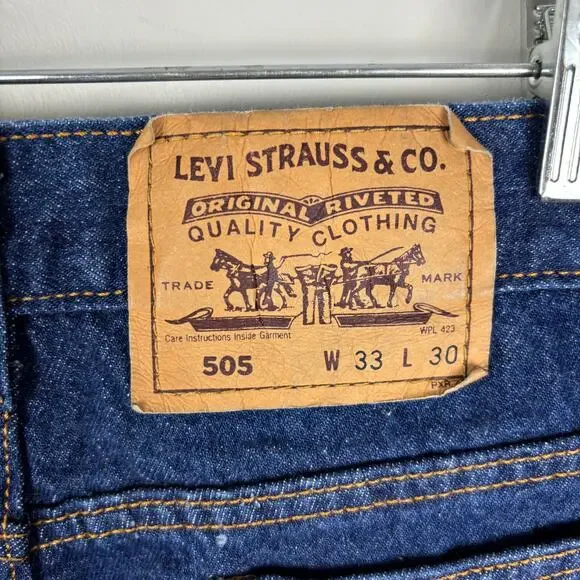 LEVI STRAUSS & CO.
ORIGINAL RIVETED
QUALITY CLOTHING
TRADE MARK
Care Instructions Inside Garment WPL 423
505 W 33 L 30